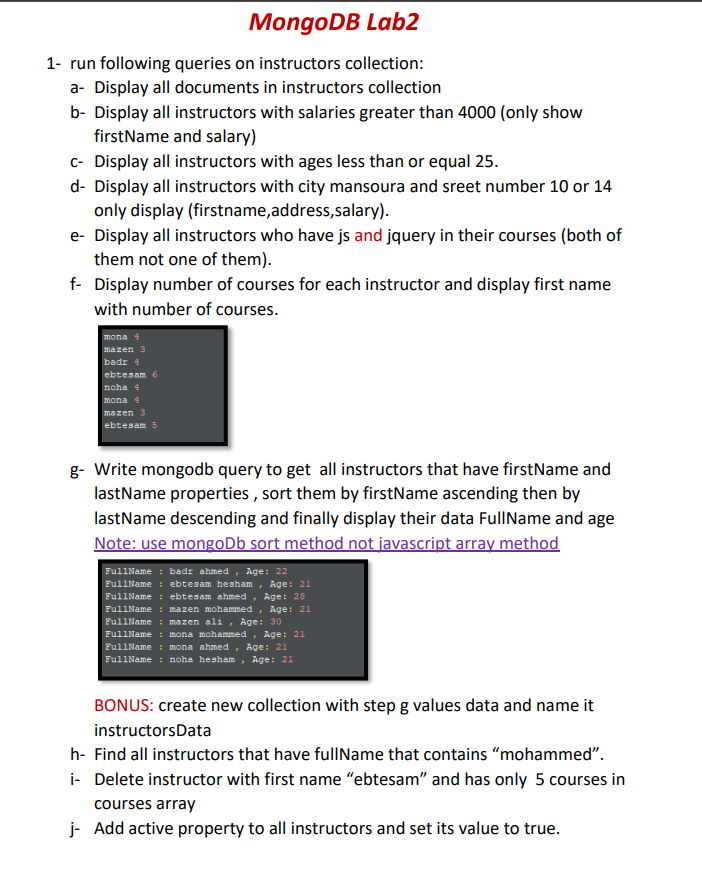 MongoDB Lab2
1- run following queries on instructors collection:
a- Display all documents in instructors collection
b- Display all instructors with salaries greater than 4000 (only show
firstName and salary)
c- Display all instructors with ages less than or equal 25.
d- Display all instructors with city mansoura and sreet number 10 or 14
only display (firstname,address,salary).
e- Display all instructors who have js and jquery in their courses (both of
them not one of them).
f- Display number of courses for each instructor and display first name
with number of courses.
mona 4
mazen 3
badr 4
ebtesam 6
noha 4
mona 4
mazen 3
ebtesam 5
g- Write mongodb query to get all instructors that have firstName and
lastName properties , sort them by firstName ascending then by
lastName descending and finally display their data FullName and age
Note: use mongoDb sort method not javascript array method
FullName : badr ahmed , Age: 22
FullName : ebtesam hesham , Age: 21
FullName : ebtesam ahmed , Age: 28
FullName : mazen mohammed , Age: 21
FullName : mazen ali , Age: 30
FullName : mona mohammed , Age: 21
FullName : mona ahmed , Age: 21
FullName : noha hesham , Age: 21
BONUS: create new collection with step g values data and name it
instructorsData
h- Find all instructors that have fullName that contains “mohammed”.
i- Delete instructor with first name “ebtesam” and has only 5 courses in
courses array
j- Add active property to all instructors and set its value to true.